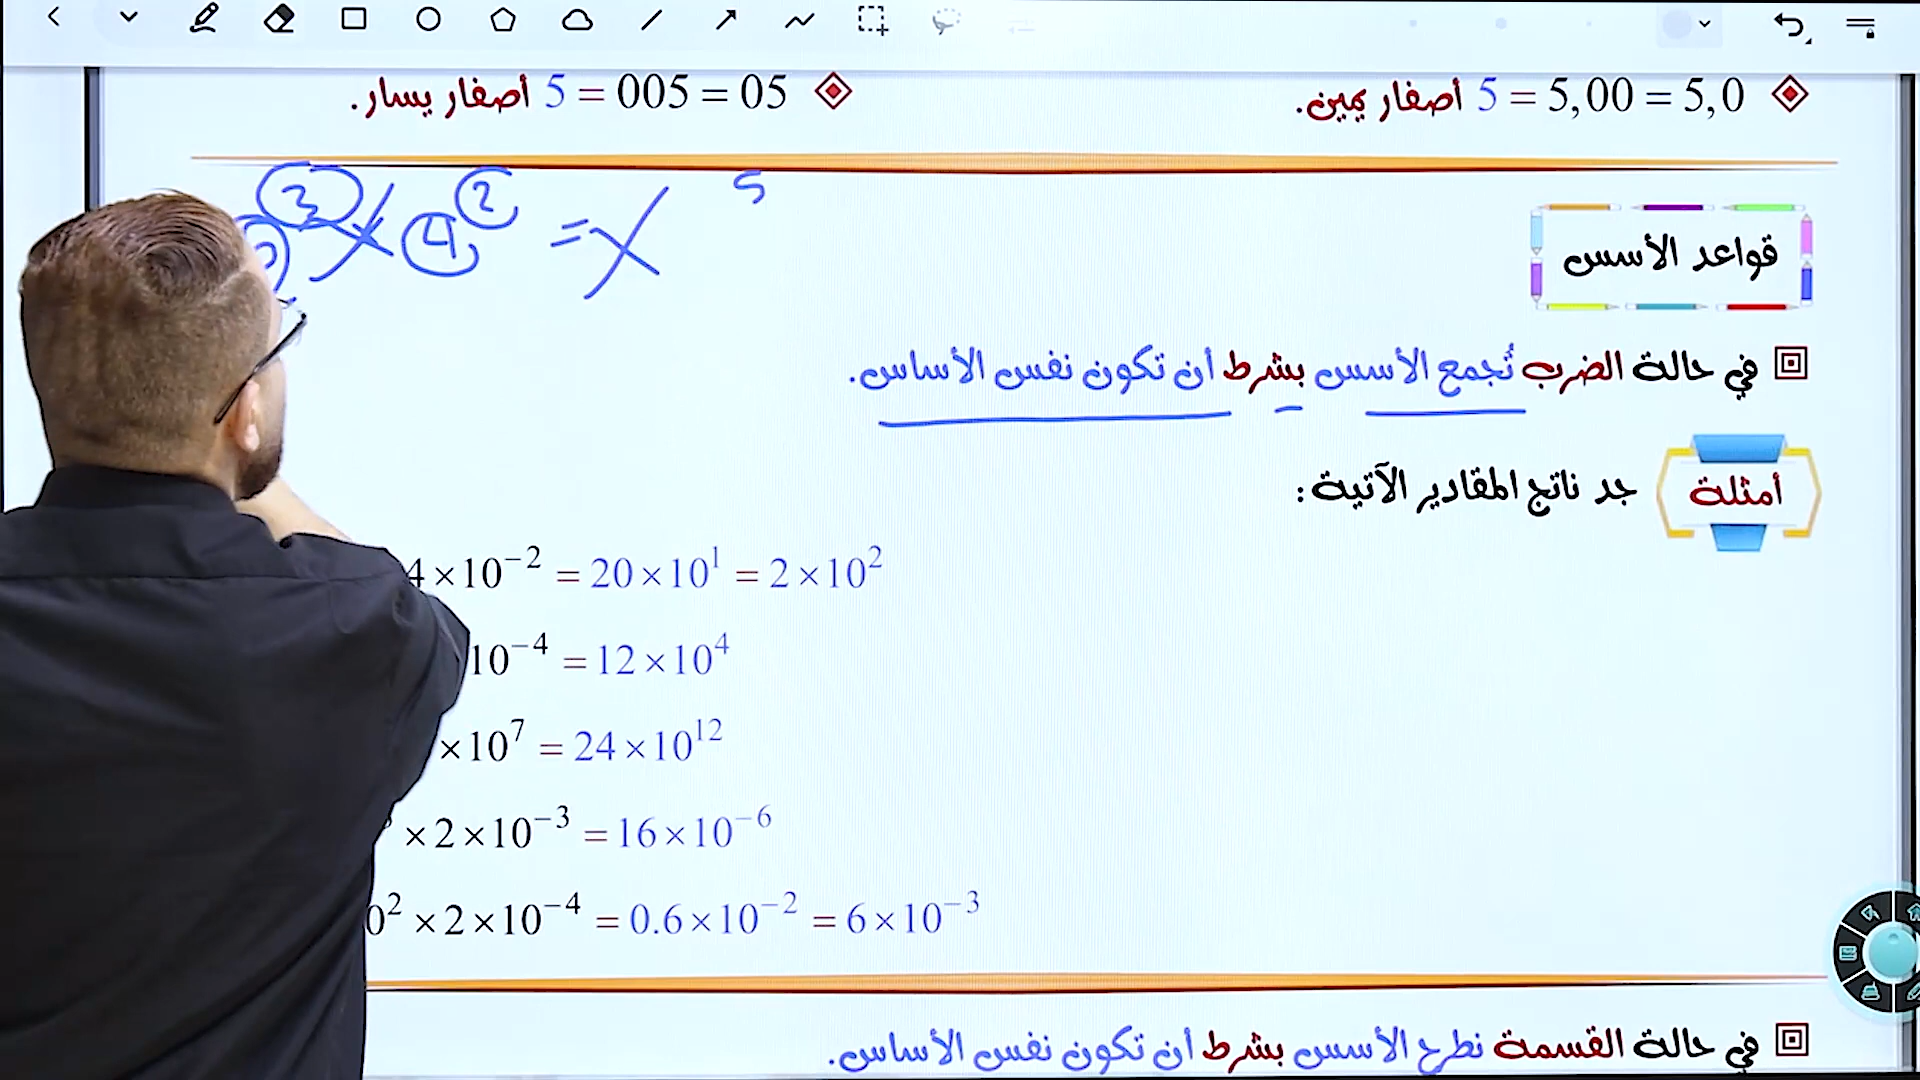 5,0 = 5,00 = 5 أصفار يمين.
05 = 005 = 5 أصفار يسار.
3 × 4² = X 5
قواعد الأسس
في حالة الضرب تُجمع الأسس بشرط أن تكون نفس الأساس.
أمثلة جد ناتج المقادير الآتية :
4×10⁻² = 20×10¹ = 2×10²
10⁻⁴ = 12×10⁴
×10⁷ = 24×10¹²
×2×10⁻³ = 16×10⁻⁶
0² ×2×10⁻⁴ = 0.6×10⁻² = 6×10⁻³
في حالة القسمة نطرح الأسس بشرط أن تكون نفس الأساس.